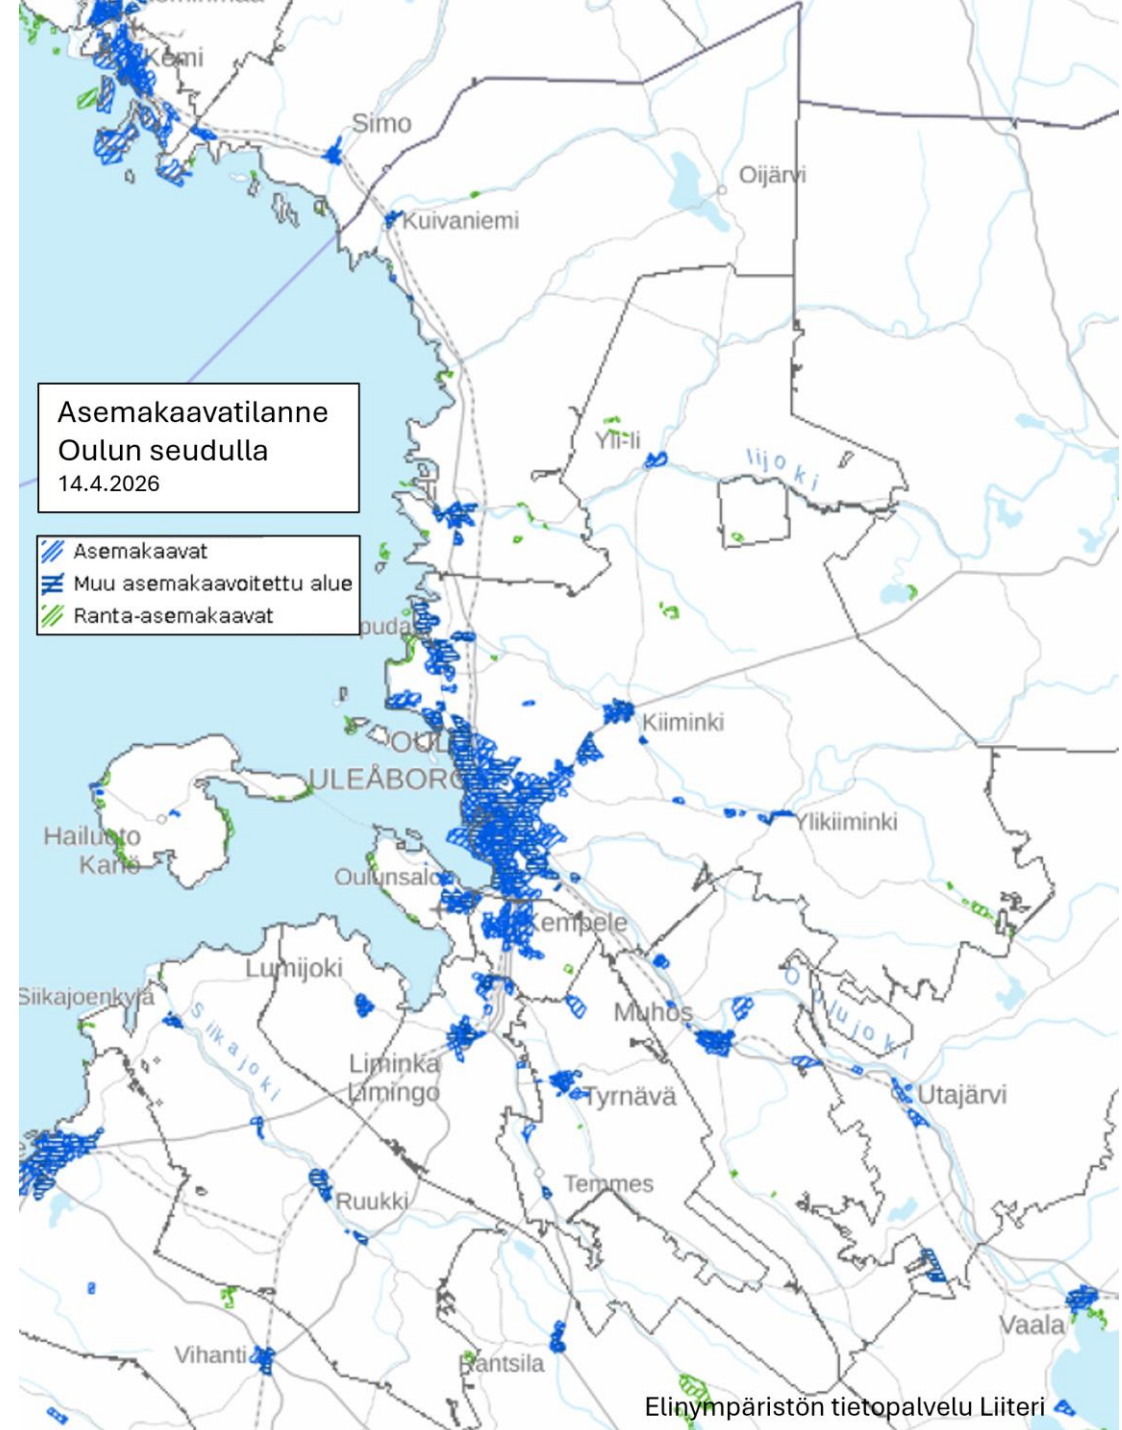 Kemi
Simo
Oijärvi
Kuivaniemi
Asemakaavatilanne
Oulun seudulla
14.4.2026
Yli-Ii
Iijoki
Asemakaavat
Muu asemakaavoitettu alue
Ranta-asemakaavat
Kiiminki
ULEÅBORG
Ylikiiminki
Hailuoto
Karlö
Oulunsalo
Kempele
Lumijoki
Siikajoenkylä
Siikajoki
Muhos
Oulujoki
Liminka
Limingo
Tyrnävä
Utajärvi
Temmes
Ruukki
Vaala
Vihanti
Rantsila
Elinympäristön tietopalvelu Liiteri